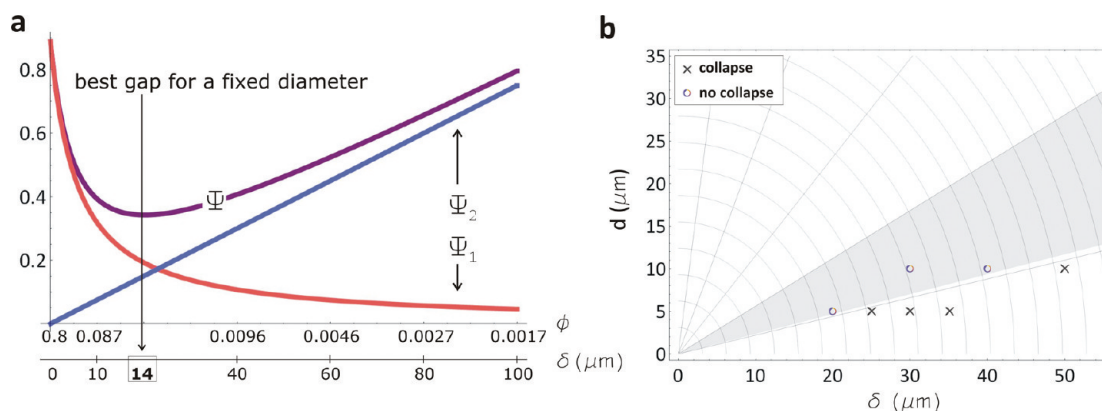 a
0.8
0.6
0.4
0.2
best gap for a fixed diameter
Ψ
Ψ2
Ψ1
0.8 0.087 0.0096 0.0046 0.0027 0.0017 ϕ
0 10 14 40 60 80 100 δ (μm)
b
× collapse
no collapse
d (μm)
35
30
25
20
15
10
5
0
0 10 20 30 40 50
δ (μm)